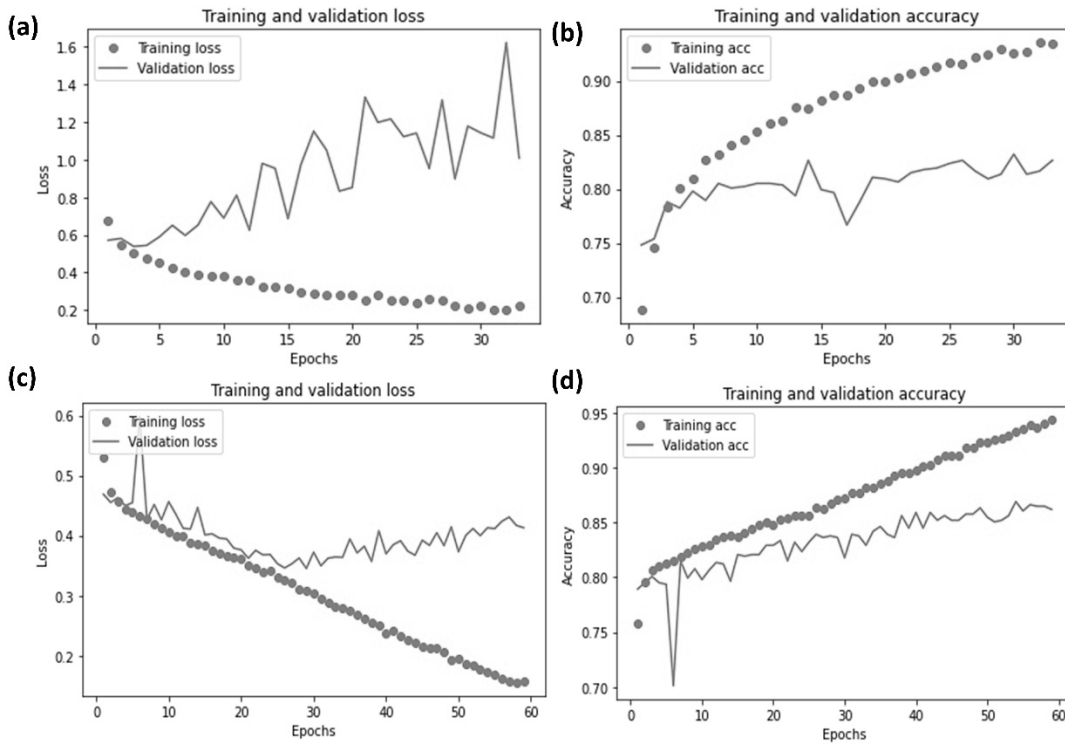 (a)
Training and validation loss
Training loss
Validation loss
1.6
1.4
1.2
1.0
0.8
0.6
0.4
0.2
Loss
0 5 10 15 20 25 30
Epochs
(b)
Training and validation accuracy
Training acc
Validation acc
0.90
0.85
0.80
0.75
0.70
Accuracy
0 5 10 15 20 25 30
Epochs
(c)
Training and validation loss
Training loss
Validation loss
0.6
0.5
0.4
0.3
0.2
Loss
0 10 20 30 40 50 60
Epochs
(d)
Training and validation accuracy
Training acc
Validation acc
0.95
0.90
0.85
0.80
0.75
0.70
Accuracy
0 10 20 30 40 50 60
Epochs